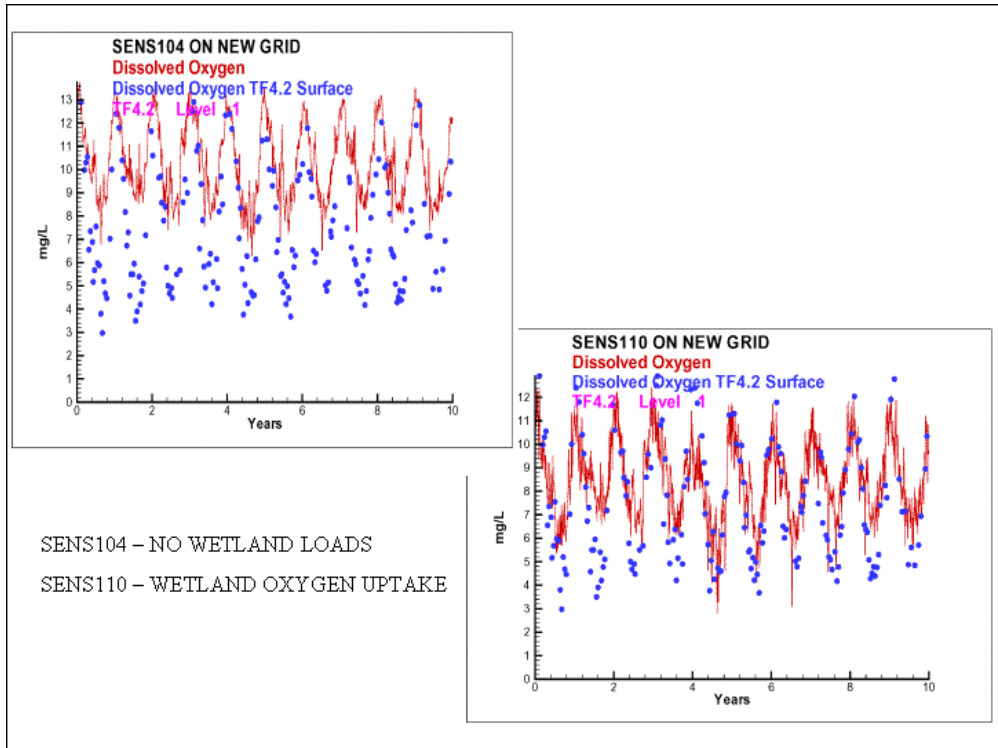 SENS104 ON NEW GRID
Dissolved Oxygen
Dissolved Oxygen TF4.2 Surface
TF4.2 Level 1
13
12
11
10
9
8
7
6
5
4
3
2
1
0
mg/L
0 2 4 6 8 10
Years
SENS110 ON NEW GRID
Dissolved Oxygen
Dissolved Oxygen TF4.2 Surface
TF4.2 Level 1
12
11
10
9
8
7
6
5
4
3
2
1
0
mg/L
0 2 4 6 8 10
Years
SENS104 – NO WETLAND LOADS
SENS110 – WETLAND OXYGEN UPTAKE